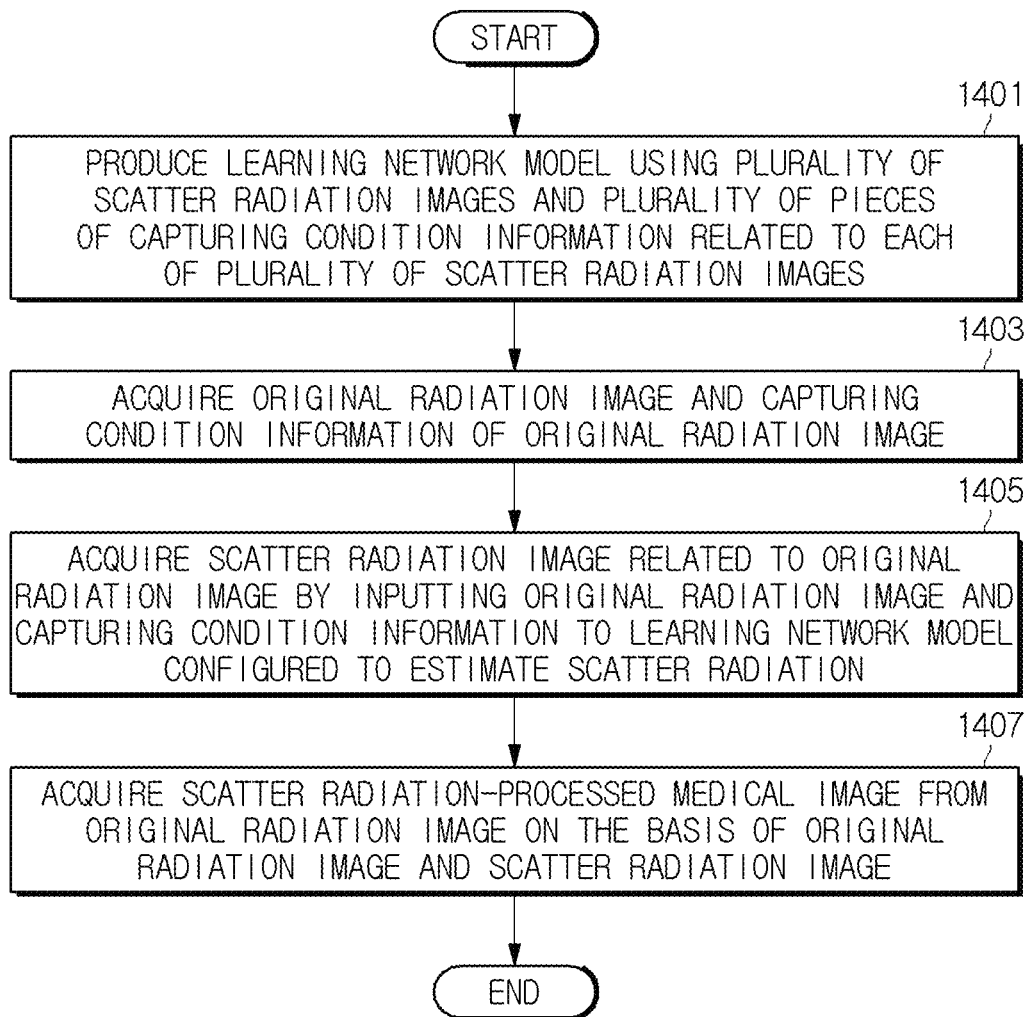 START
1401
PRODUCE LEARNING NETWORK MODEL USING PLURALITY OF
SCATTER RADIATION IMAGES AND PLURALITY OF PIECES
OF CAPTURING CONDITION INFORMATION RELATED TO EACH
OF PLURALITY OF SCATTER RADIATION IMAGES
1403
ACQUIRE ORIGINAL RADIATION IMAGE AND CAPTURING
CONDITION INFORMATION OF ORIGINAL RADIATION IMAGE
1405
ACQUIRE SCATTER RADIATION IMAGE RELATED TO ORIGINAL
RADIATION IMAGE BY INPUTTING ORIGINAL RADIATION IMAGE AND
CAPTURING CONDITION INFORMATION TO LEARNING NETWORK MODEL
CONFIGURED TO ESTIMATE SCATTER RADIATION
1407
ACQUIRE SCATTER RADIATION-PROCESSED MEDICAL IMAGE FROM
ORIGINAL RADIATION IMAGE ON THE BASIS OF ORIGINAL
RADIATION IMAGE AND SCATTER RADIATION IMAGE
END